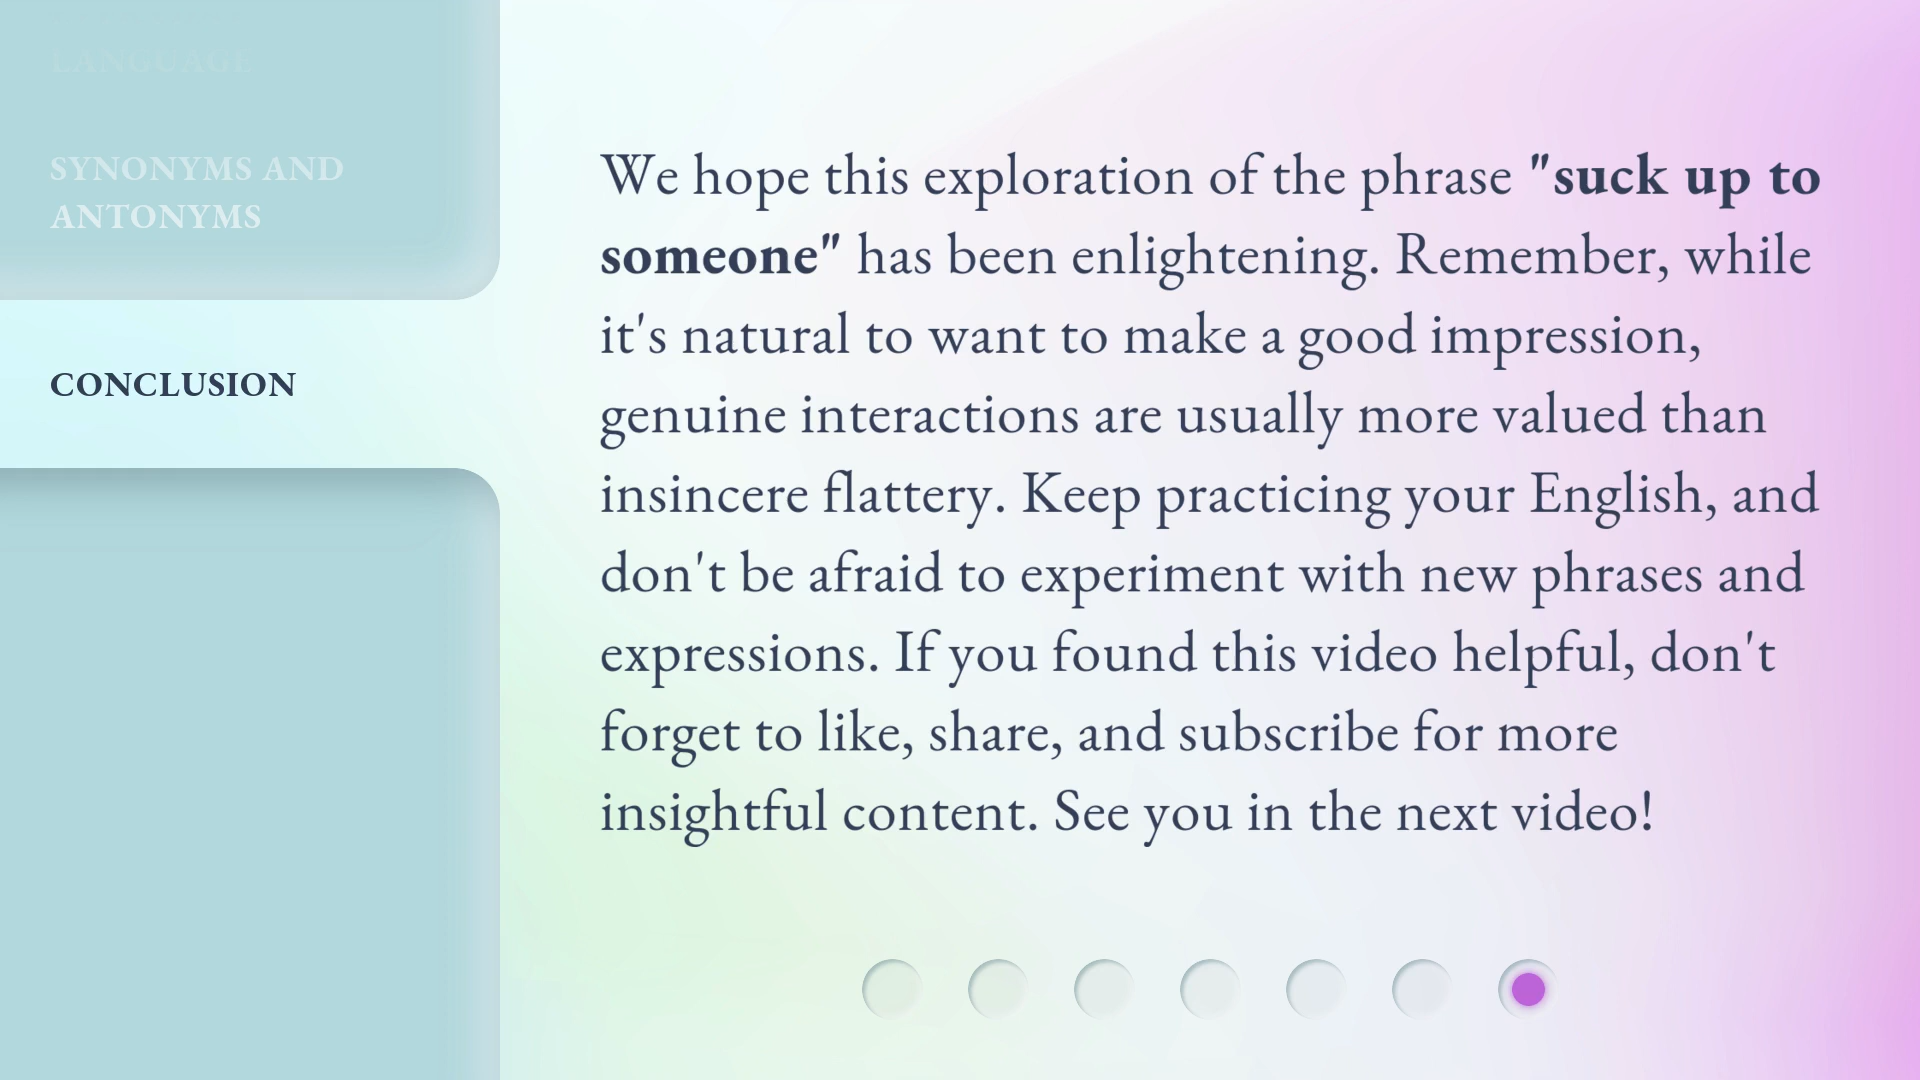 LANGUAGE
SYNONYMS AND
ANTONYMS
CONCLUSION
We hope this exploration of the phrase "suck up to
someone" has been enlightening. Remember, while
it's natural to want to make a good impression,
genuine interactions are usually more valued than
insincere flattery. Keep practicing your English, and
don't be afraid to experiment with new phrases and
expressions. If you found this video helpful, don't
forget to like, share, and subscribe for more
insightful content. See you in the next video!